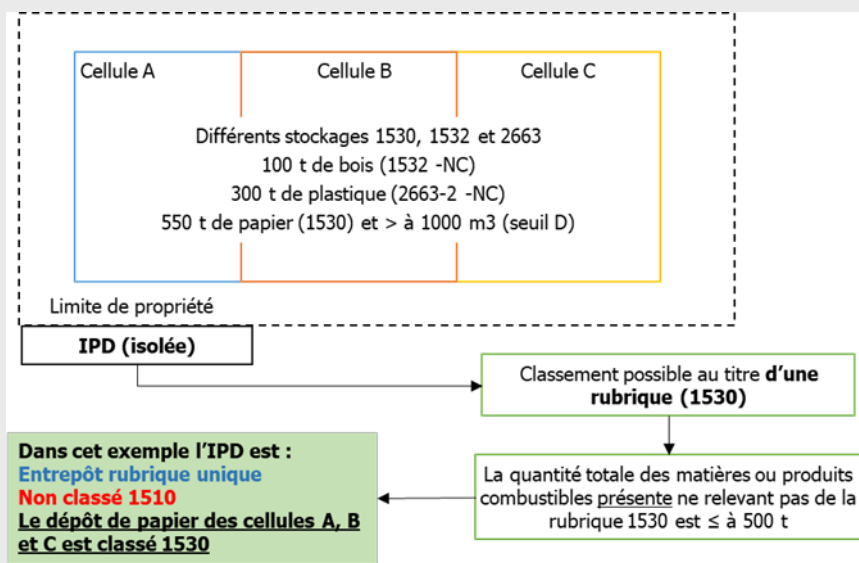 Cellule A
Cellule B
Cellule C
Différents stockages 1530, 1532 et 2663
100 t de bois (1532 -NC)
300 t de plastique (2663-2 -NC)
550 t de papier (1530) et > à 1000 m3 (seuil D)
Limite de propriété
IPD (isolée)
Classement possible au titre d'une
rubrique (1530)
La quantité totale des matières ou produits
combustibles présente ne relevant pas de la
rubrique 1530 est ≤ à 500 t
Dans cet exemple l'IPD est :
Entrepôt rubrique unique
Non classé 1510
Le dépôt de papier des cellules A, B
et C est classé 1530